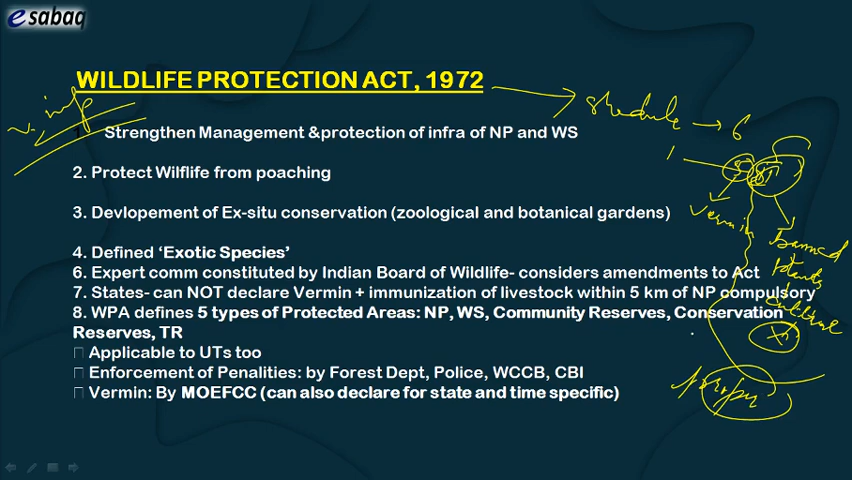 esabaq
WILDLIFE PROTECTION ACT, 1972
v. imp
Shedule → 6
1. Strengthen Management &protection of infra of NP and WS
1
5
2. Protect Wilflife from poaching
3. Devlopement of Ex-situ conservation (zoological and botanical gardens)
vermin
banned
4. Defined ‘Exotic Species’
6. Expert comm constituted by Indian Board of Wildlife- considers amendments to Act
7. States- can NOT declare Vermin + immunization of livestock within 5 km of NP compulsory
8. WPA defines 5 types of Protected Areas: NP, WS, Community Reserves, Conservation
Reserves, TR
Applicable to UTs too
Enforcement of Penalities: by Forest Dept, Police, WCCB, CBI
Vermin: By MOEFCC (can also declare for state and time specific)